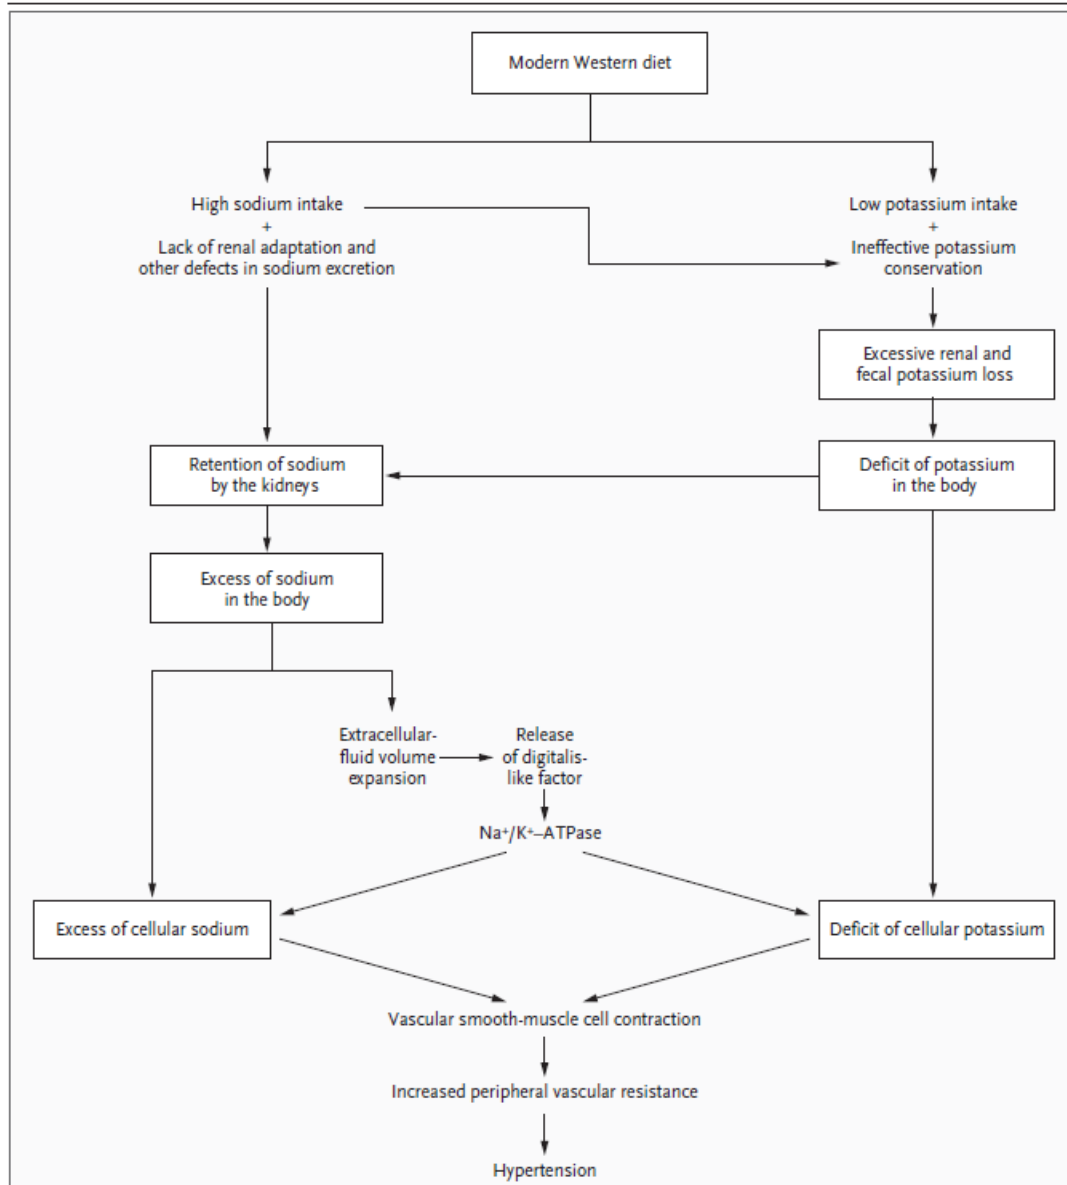 Modern Western diet
High sodium intake
+
Lack of renal adaptation and
other defects in sodium excretion
Low potassium intake
+
Ineffective potassium
conservation
Excessive renal and
fecal potassium loss
Retention of sodium
by the kidneys
Deficit of potassium
in the body
Excess of sodium
in the body
Extracellular-
fluid volume
expansion
Release
of digitalis-
like factor
Na⁺/K⁺–ATPase
Excess of cellular sodium
Deficit of cellular potassium
Vascular smooth-muscle cell contraction
Increased peripheral vascular resistance
Hypertension